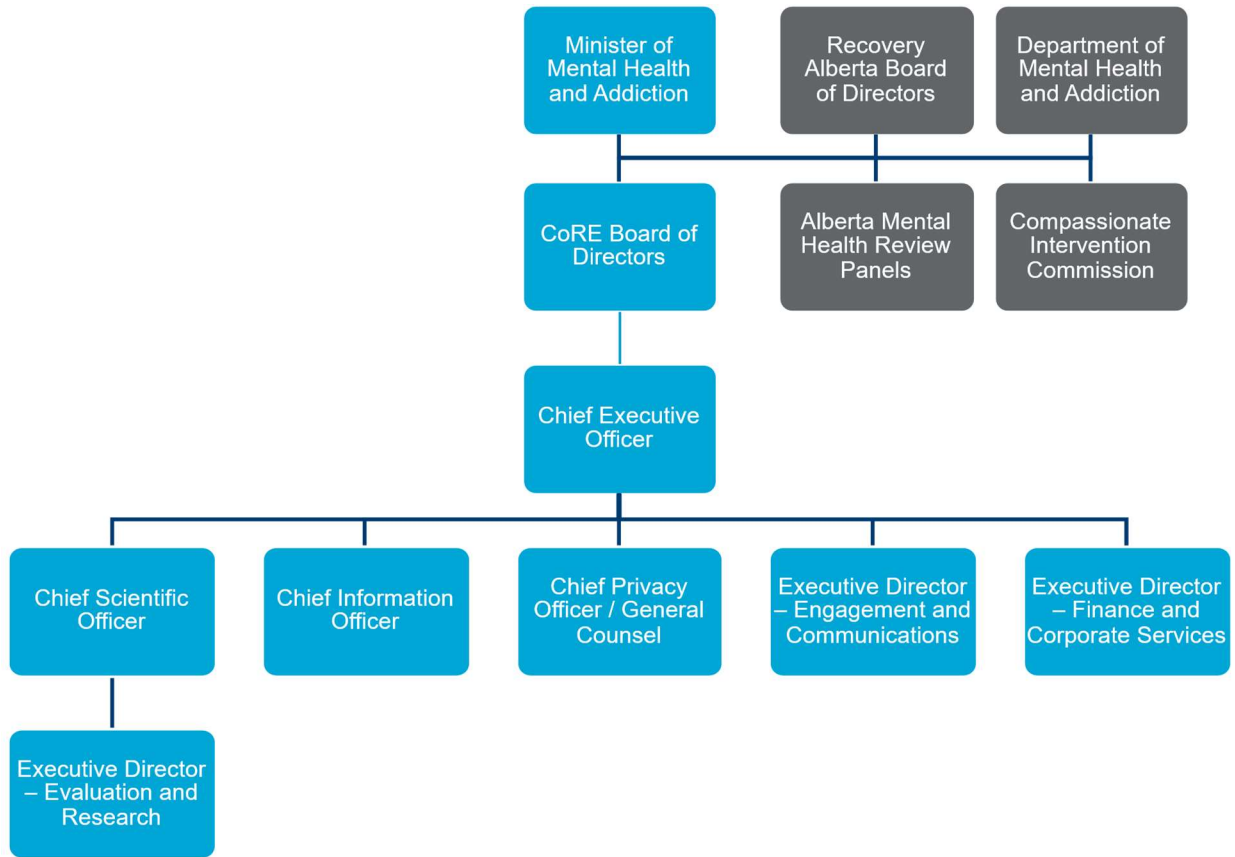 Minister of
Mental Health
and Addiction
Recovery
Alberta Board
of Directors
Department of
Mental Health
and Addiction
CoRE Board of
Directors
Alberta Mental
Health Review
Panels
Compassionate
Intervention
Commission
Chief Executive
Officer
Chief Scientific
Officer
Chief Information
Officer
Chief Privacy
Officer / General
Counsel
Executive Director
– Engagement and
Communications
Executive Director
– Finance and
Corporate Services
Executive Director
– Evaluation and
Research